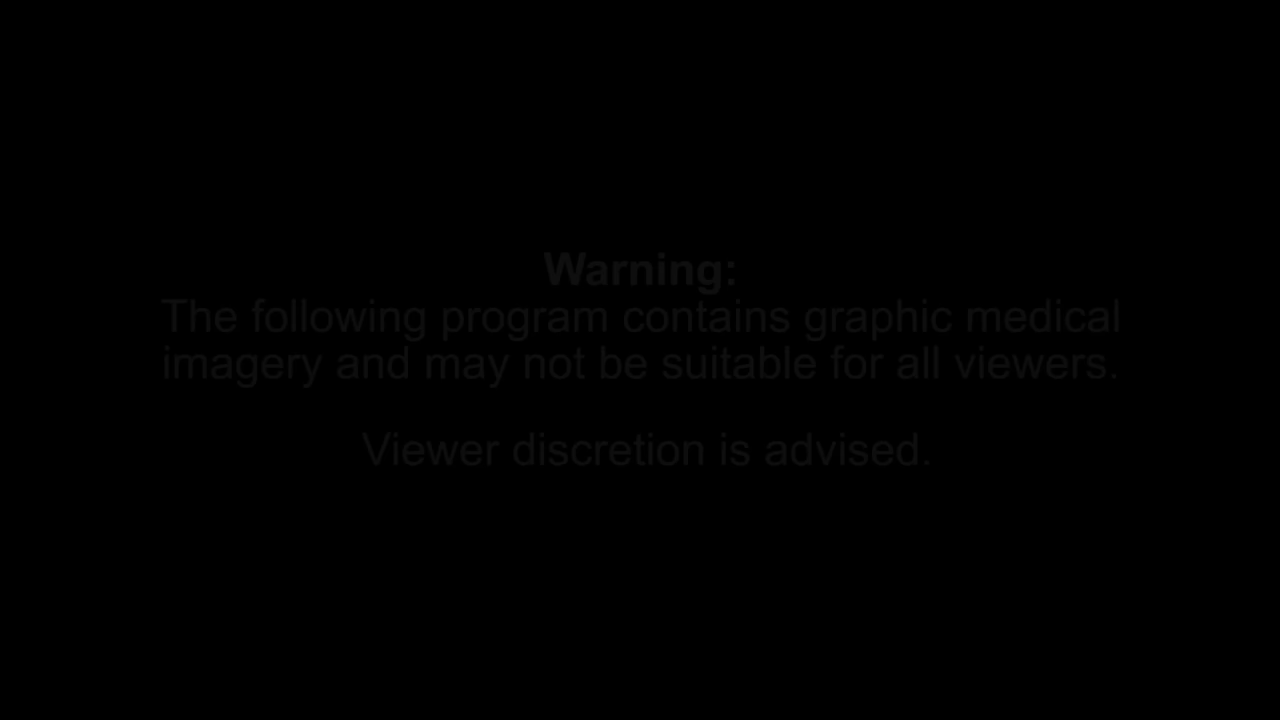 Warning:
The following program contains graphic medical
imagery and may not be suitable for all viewers.
Viewer discretion is advised.